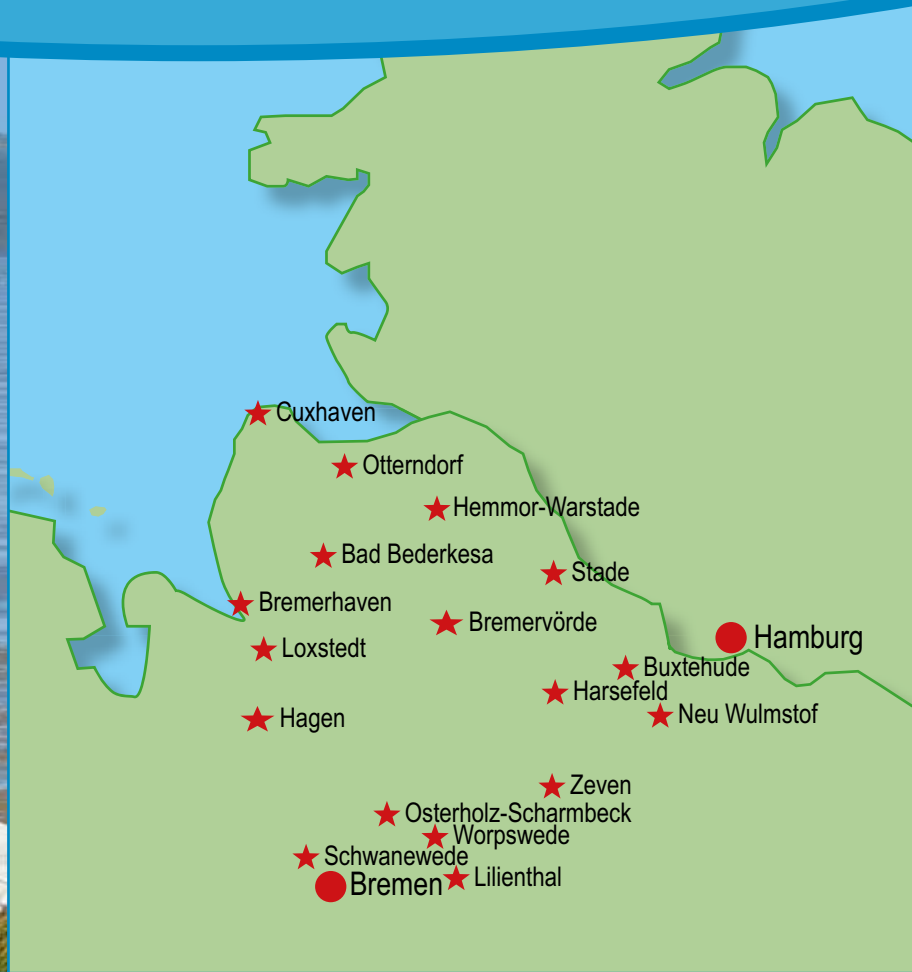 Cuxhaven
Otterndorf
Hemmor-Warstade
Bad Bederkesa
Stade
Bremerhaven
Bremervörde
Hamburg
Loxstedt
Buxtehude
Harsefeld
Hagen
Neu Wulmstof
Zeven
Osterholz-Scharmbeck
Worpswede
Schwanewede
Bremen
Lilienthal